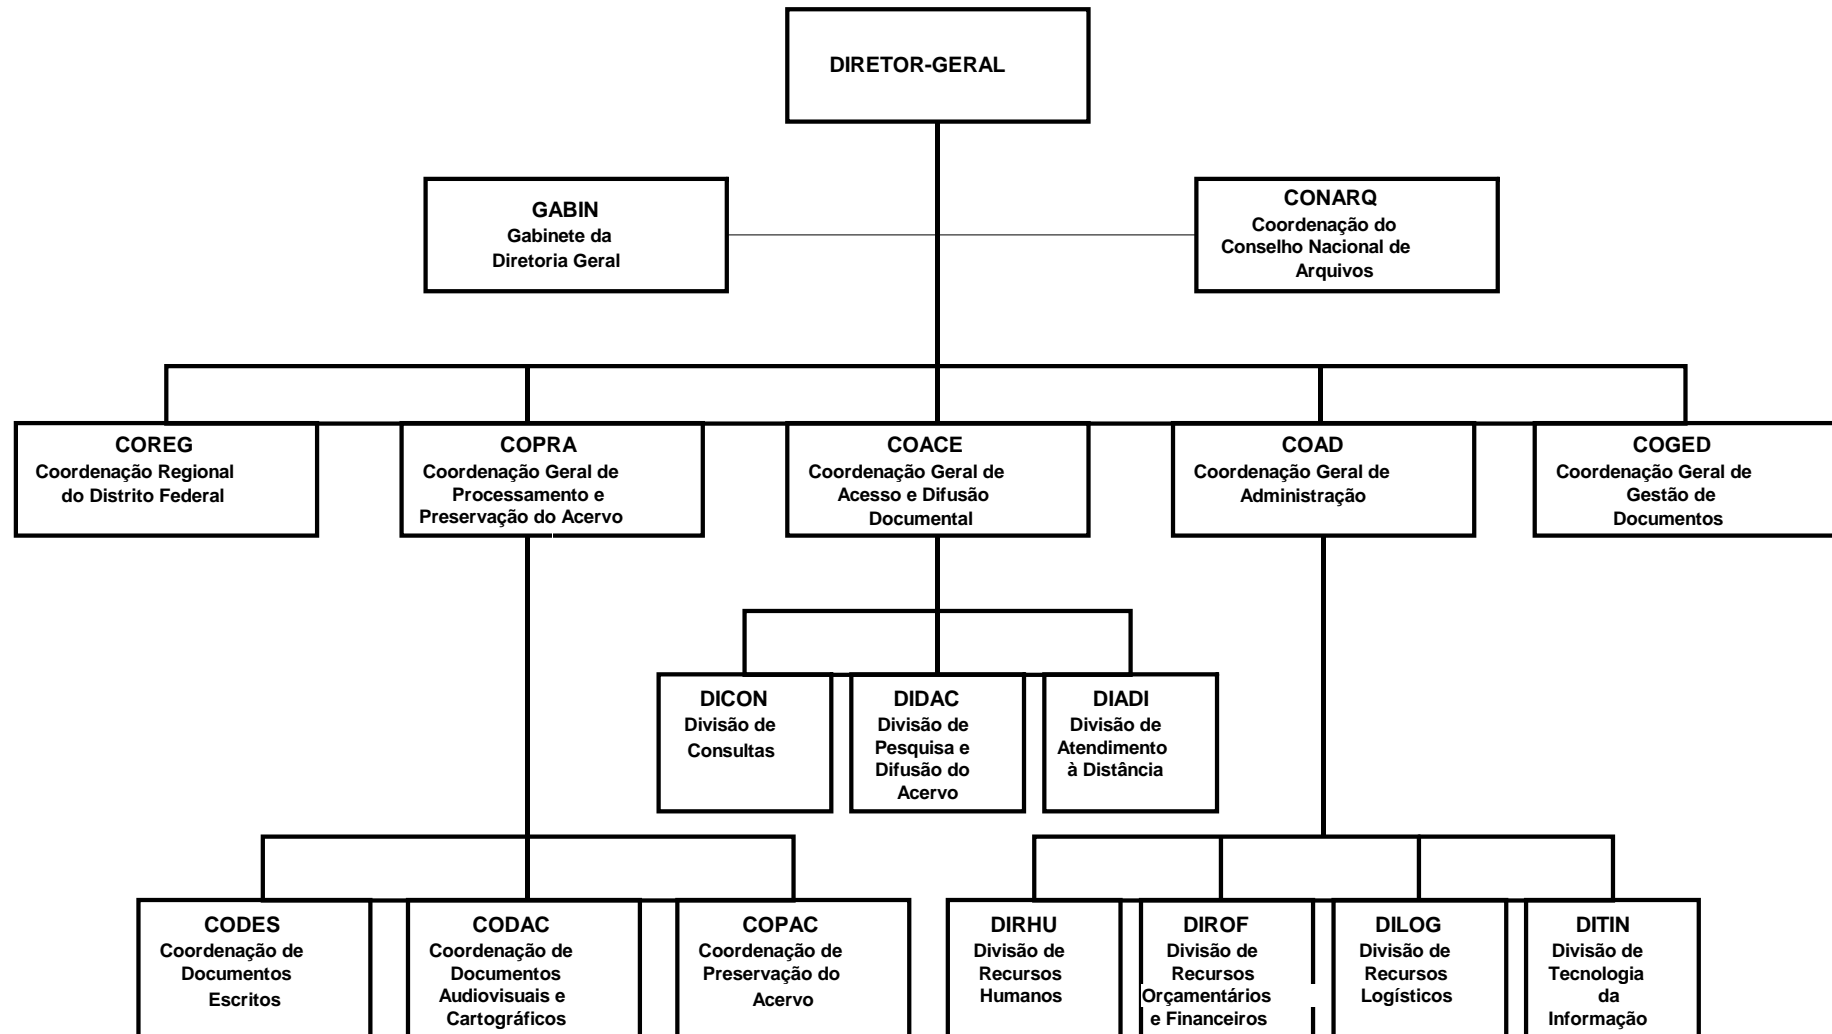 DIRETOR-GERAL
GABIN
Gabinete da
Diretoria Geral
CONARQ
Coordenação do
Conselho Nacional de
Arquivos
COREG
Coordenação Regional
do Distrito Federal
COPRA
Coordenação Geral de
Processamento e
Preservação do Acervo
COACE
Coordenação Geral de
Acesso e Difusão
Documental
COAD
Coordenação Geral de
Administração
COGED
Coordenação Geral de
Gestão de
Documentos
DICON
Divisão de
Consultas
DIDAC
Divisão de
Pesquisa e
Difusão do
Acervo
DIADI
Divisão de
Atendimento
à Distância
CODES
Coordenação de
Documentos
Escritos
CODAC
Coordenação de
Documentos
Audiovisuais e
Cartográficos
COPAC
Coordenação de
Preservação do
Acervo
DIRHU
Divisão de
Recursos
Humanos
DIROF
Divisão de
Recursos
Orçamentários
e Financeiros
DILOG
Divisão de
Recursos
Logísticos
DITIN
Divisão de
Tecnologia
da
Informação